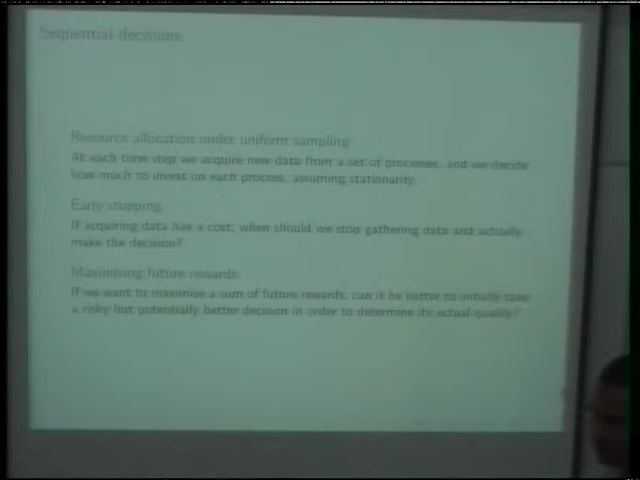 Sequential decisions
Resource allocation under uniform sampling
At each time step we acquire new data from a set of processes, and we decide
how much to invest on each process, assuming stationarity.
Early stopping
If acquiring data has a cost, when should we stop gathering data and actually
make the decision?
Maximising future rewards
If we want to maximise a sum of future rewards, can it be better to initially take
a risky but potentially better decision in order to determine its actual quality?